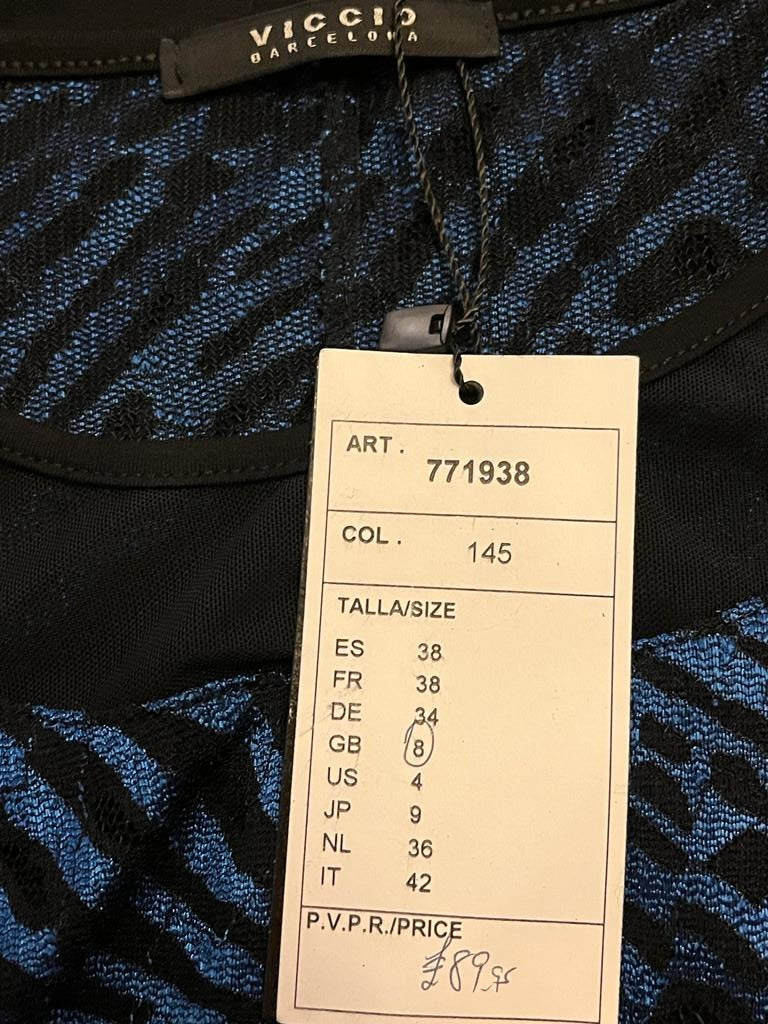 VICCIO
BARCELONA
ART. 771938
COL. 145
TALLA/SIZE
ES 38
FR 38
DE 34
GB 8
US 4
JP 9
NL 36
IT 42
P.V.P.R./PRICE
£89.95